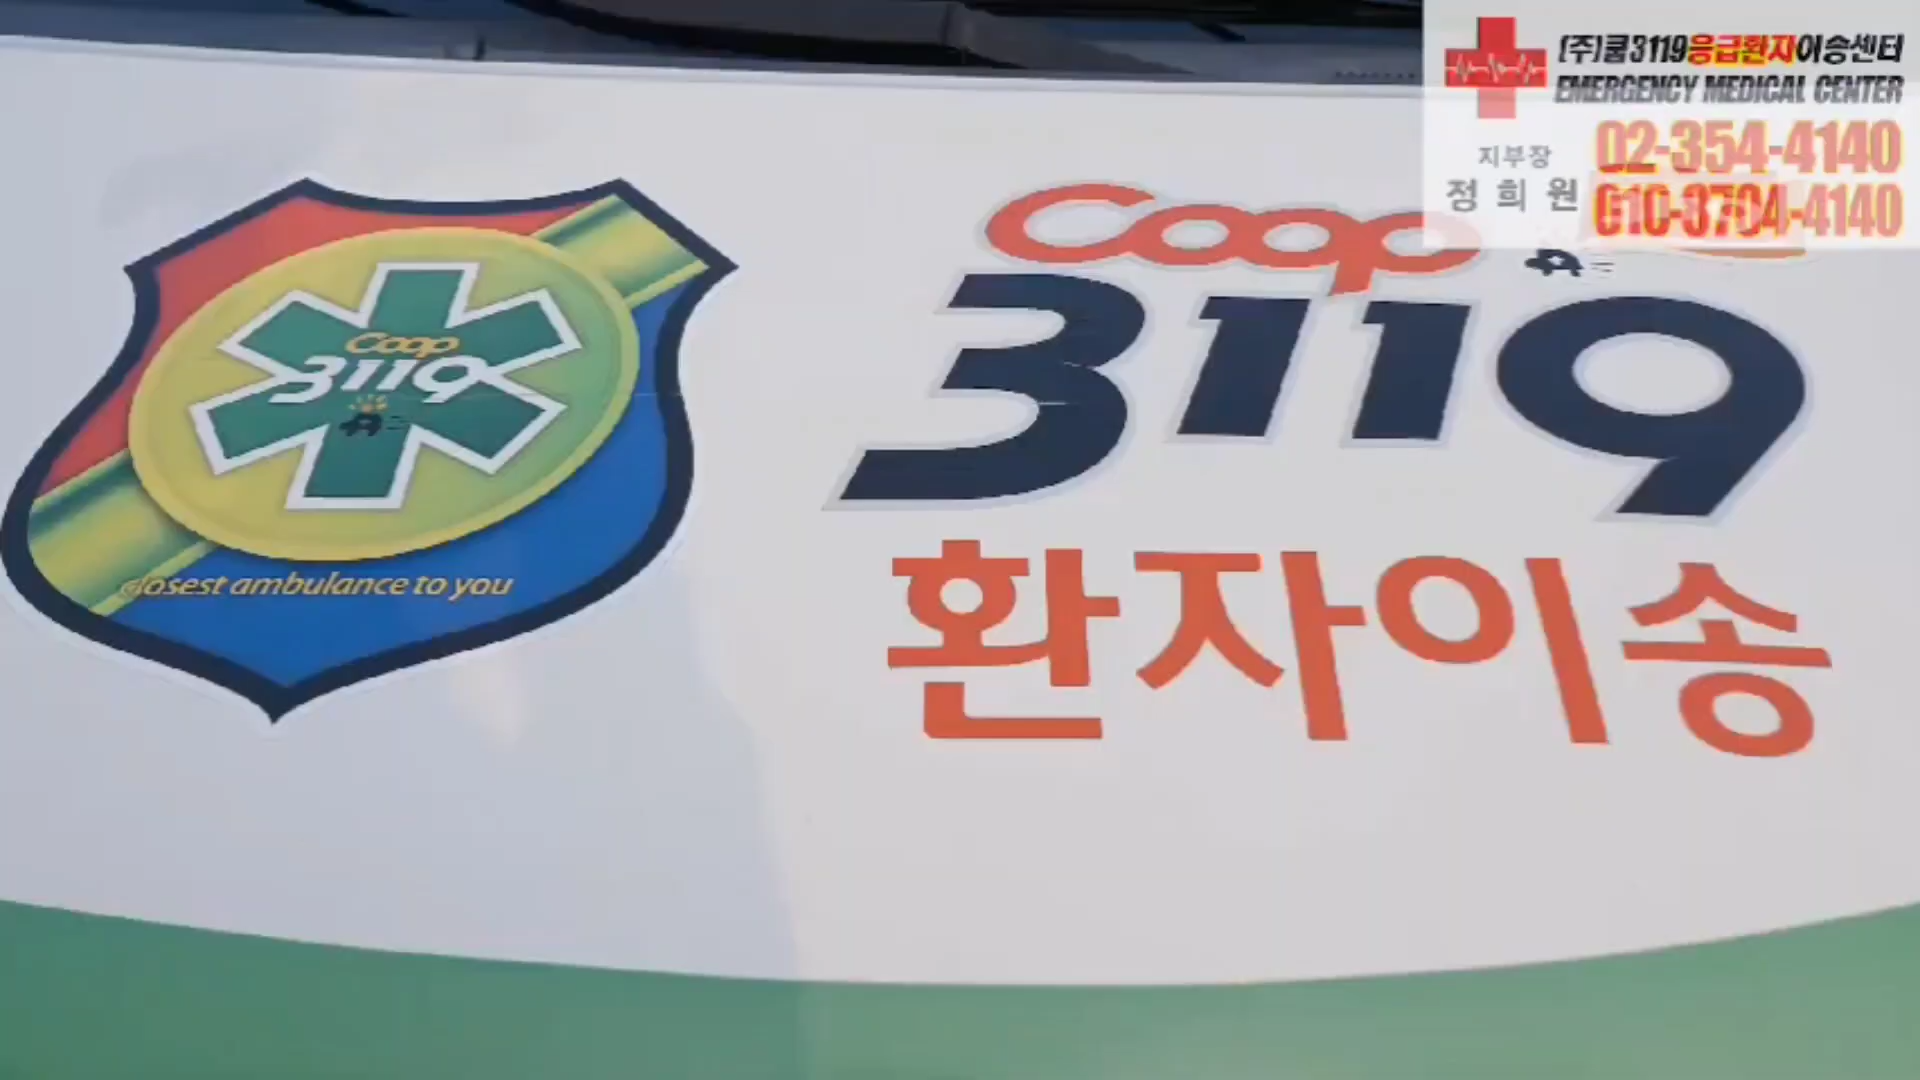 (주)쿱3119응급환자이송센터
EMERGENCY MEDICAL CENTER
지부장
정 희 원
02-354-4140
010-3704-4140
Coop
3119
환자이송
Coop
3119
closest ambulance to you